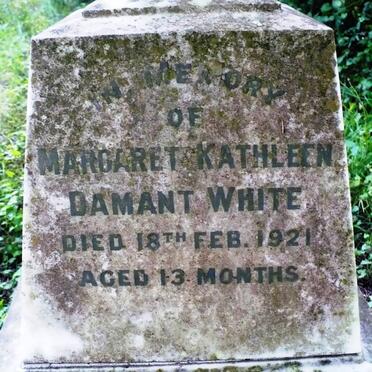 IN MEMORY
OF
MARGARET KATHLEEN
DAMANT WHITE
DIED 18TH FEB. 1921
AGED 13 MONTHS.